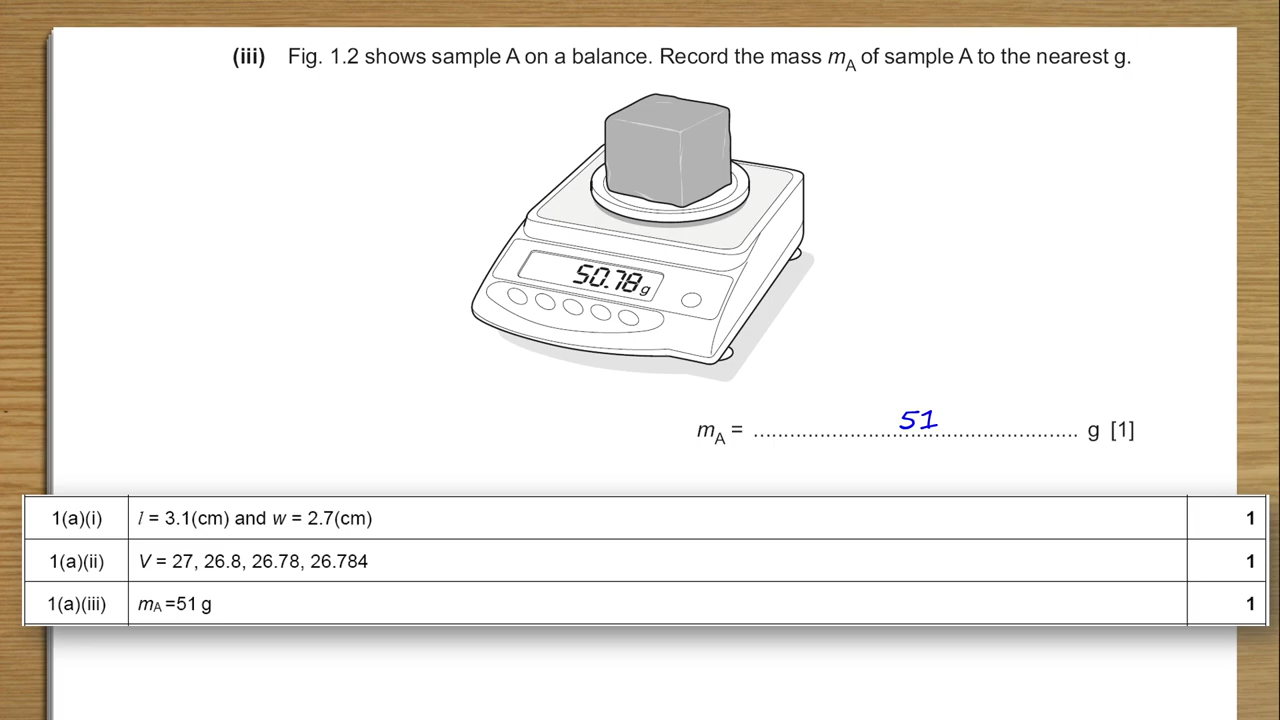 (iii) Fig. 1.2 shows sample A on a balance. Record the mass mA of sample A to the nearest g.
50.78g
mA = 51 g [1]
1(a)(i) l = 3.1(cm) and w = 2.7(cm) 1
1(a)(ii) V = 27, 26.8, 26.78, 26.784 1
1(a)(iii) mA =51 g 1